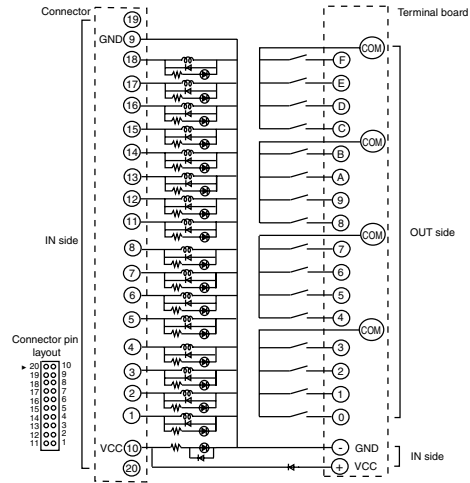 Connector
Terminal board
19
GND 9
COM
18
F
17
E
16
D
15
C
COM
14
B
13
A
12
9
11
8
COM
IN side
OUT side
8
7
7
6
6
5
5
4
COM
4
3
3
2
2
1
1
0
VCC 10
- GND
IN side
+ VCC
20
Connector pin
layout
20 10
19 9
18 8
17 7
16 6
15 5
14 4
13 3
12 2
11 1